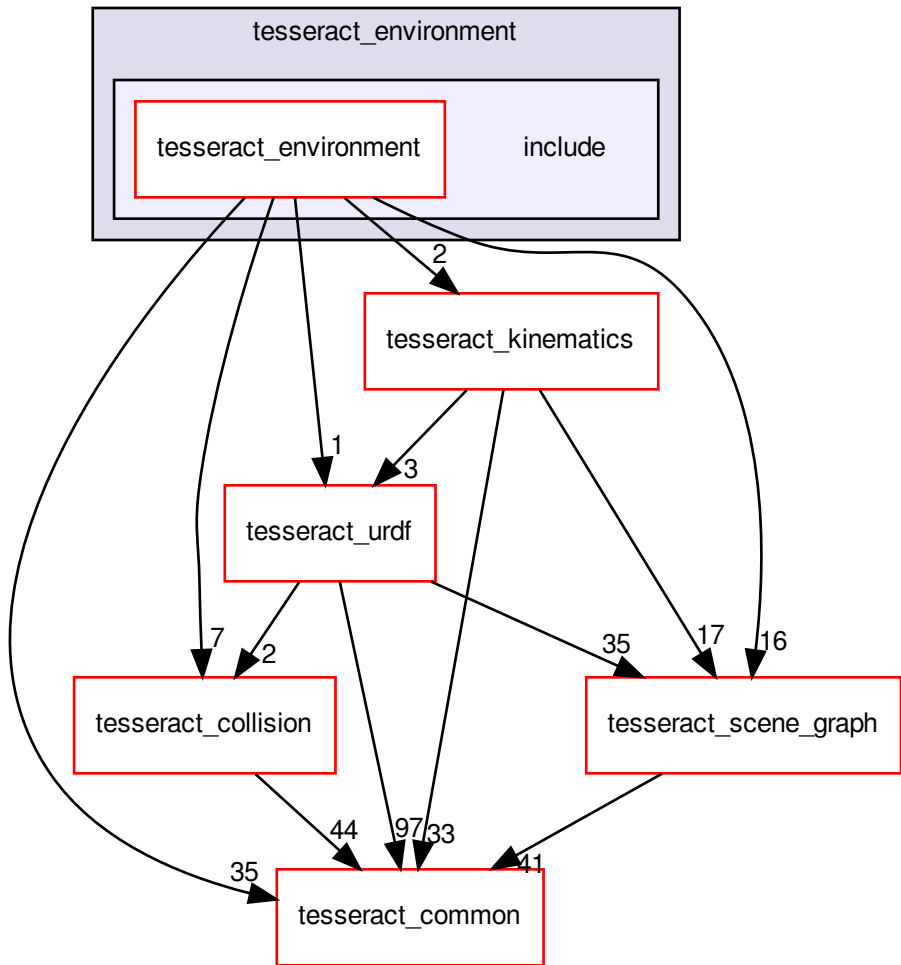 tesseract_environment
tesseract_environment
include
2
tesseract_kinematics
1
3
tesseract_urdf
7
2
35
17
16
tesseract_collision
tesseract_scene_graph
44
97
33
41
35
tesseract_common